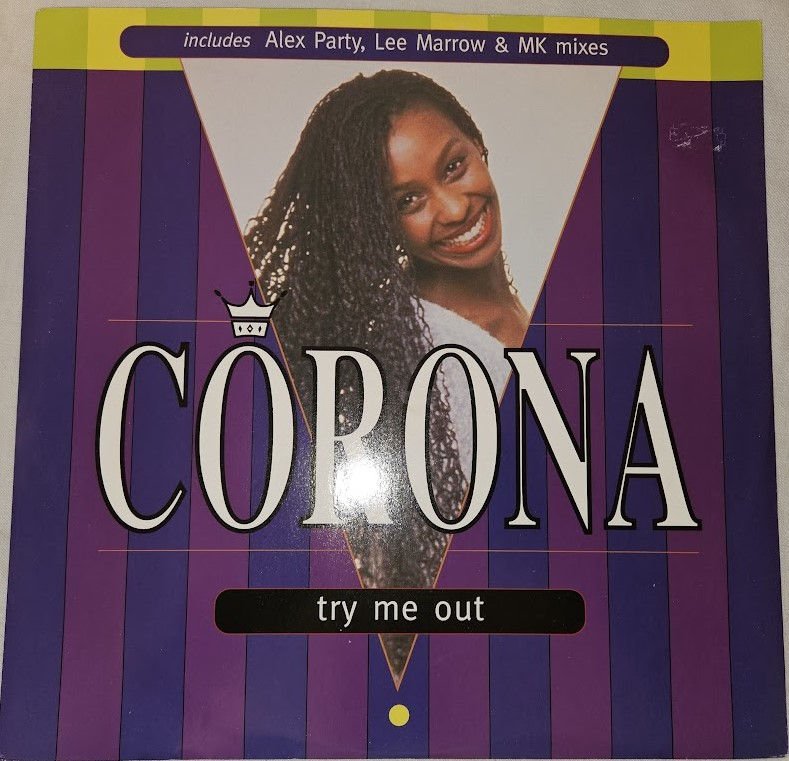 includes Alex Party, Lee Marrow & MK mixes
CORONA
try me out